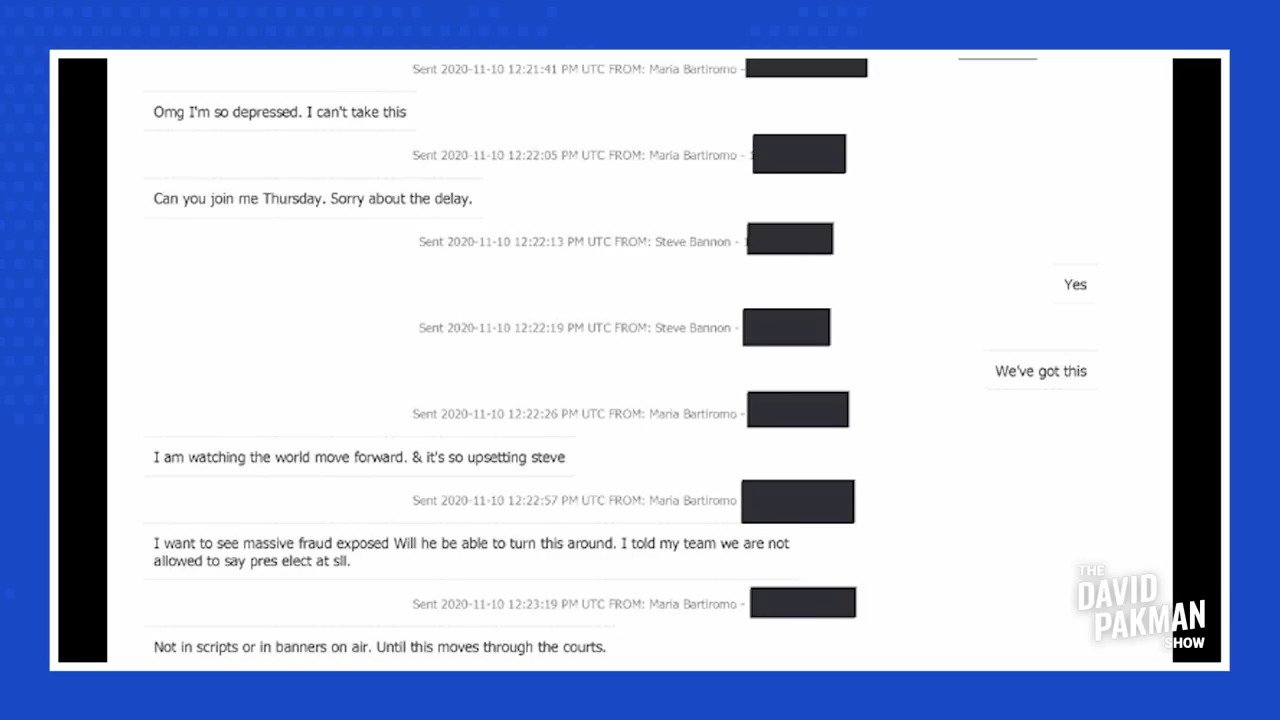 Sent 2020-11-10 12:21:41 PM UTC FROM: Maria Bartiromo -
Omg I'm so depressed. I can't take this
Sent 2020-11-10 12:22:05 PM UTC FROM: Maria Bartiromo - 1
Can you join me Thursday. Sorry about the delay.
Sent 2020-11-10 12:22:13 PM UTC FROM: Steve Bannon - 1
Yes
Sent 2020-11-10 12:22:19 PM UTC FROM: Steve Bannon -
We've got this
Sent 2020-11-10 12:22:26 PM UTC FROM: Maria Bartiromo -
I am watching the world move forward. & it's so upsetting steve
Sent 2020-11-10 12:22:57 PM UTC FROM: Maria Bartiromo
I want to see massive fraud exposed Will he be able to turn this around. I told my team we are not
allowed to say pres elect at sll.
Sent 2020-11-10 12:23:19 PM UTC FROM: Maria Bartiromo -
Not in scripts or in banners on air. Until this moves through the courts.
THE
DAVID
PAKMAN
SHOW